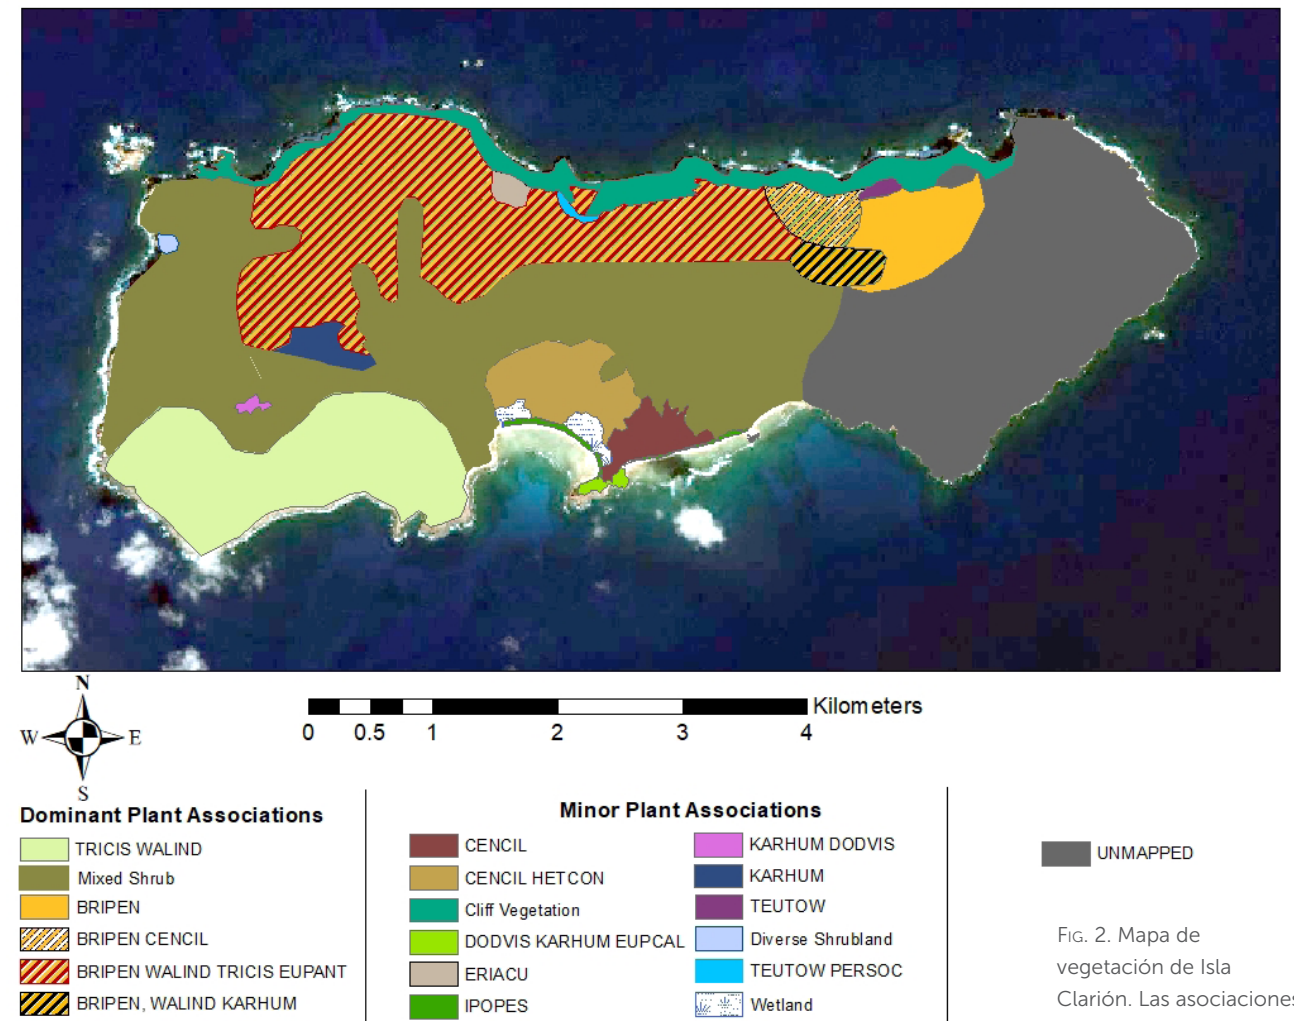 N
W E
S
Kilometers
0 0.5 1 2 3 4
Dominant Plant Associations
TRICIS WALIND
Mixed Shrub
BRIPEN
BRIPEN CENCIL
BRIPEN WALIND TRICIS EUPANT
BRIPEN, WALIND KARHUM
Minor Plant Associations
CENCIL
CENCIL HETCON
Cliff Vegetation
DODVIS KARHUM EUPCAL
ERIACU
IPOPES
KARHUM DODVIS
KARHUM
TEUTOW
Diverse Shrubland
TEUTOW PERSOC
Wetland
UNMAPPED
FIG. 2. Mapa de
vegetación de Isla
Clarión. Las asociaciones